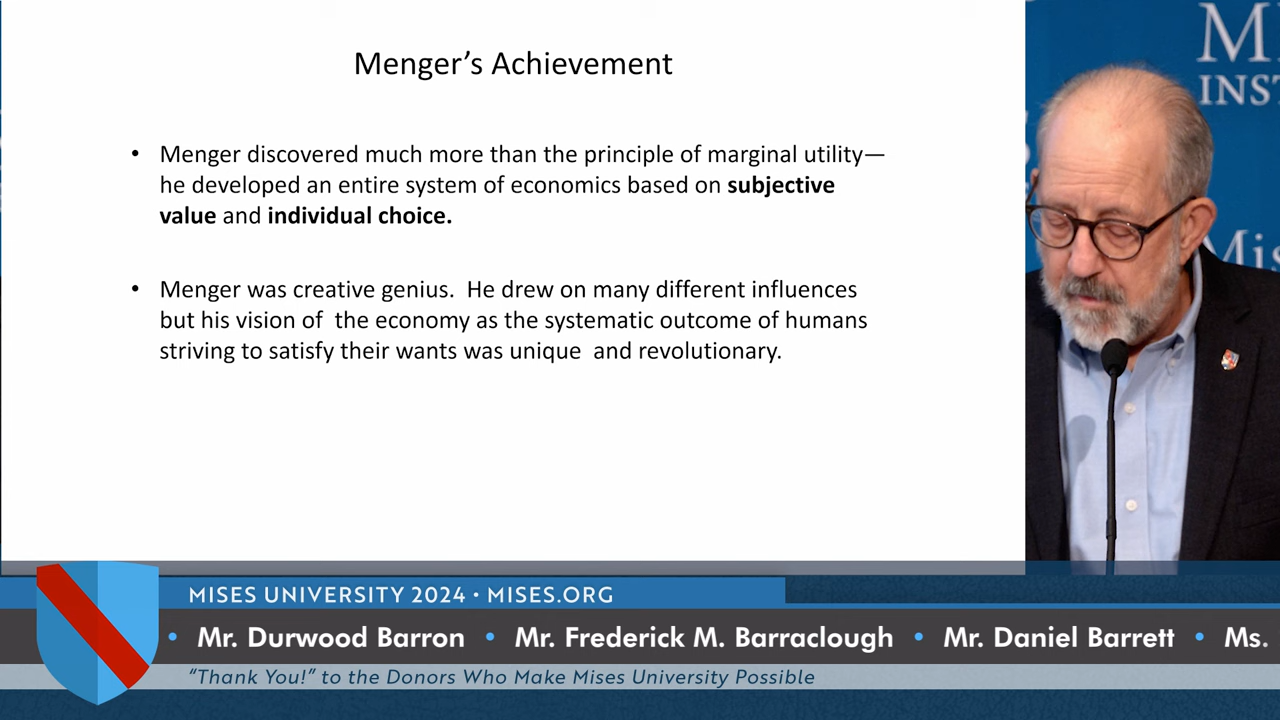 Menger’s Achievement
• Menger discovered much more than the principle of marginal utility—
he developed an entire system of economics based on subjective
value and individual choice.
• Menger was creative genius.  He drew on many different influences
but his vision of  the economy as the systematic outcome of humans
striving to satisfy their wants was unique  and revolutionary.
MISES UNIVERSITY 2024 • MISES.ORG
• Mr. Durwood Barron • Mr. Frederick M. Barraclough • Mr. Daniel Barrett • Ms.
“Thank You!” to the Donors Who Make Mises University Possible
MI
INST
Mis